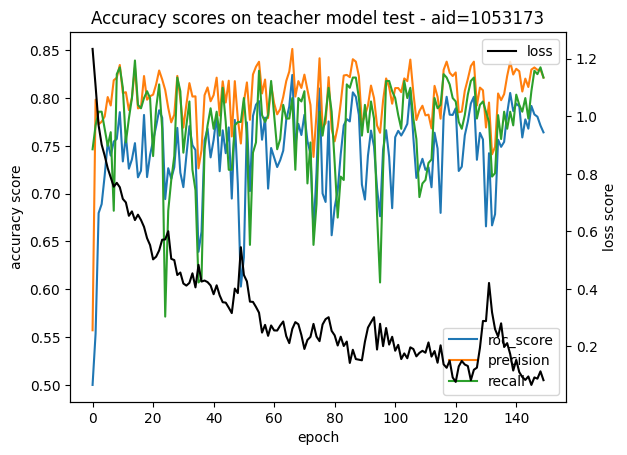 Accuracy scores on teacher model test - aid=1053173
accuracy score
0.85
0.80
0.75
0.70
0.65
0.60
0.55
0.50
loss
1.2
1.0
0.8
0.6
0.4
0.2
loss score
roc_score
precision
recall
0
20
40
60
80
100
120
140
epoch